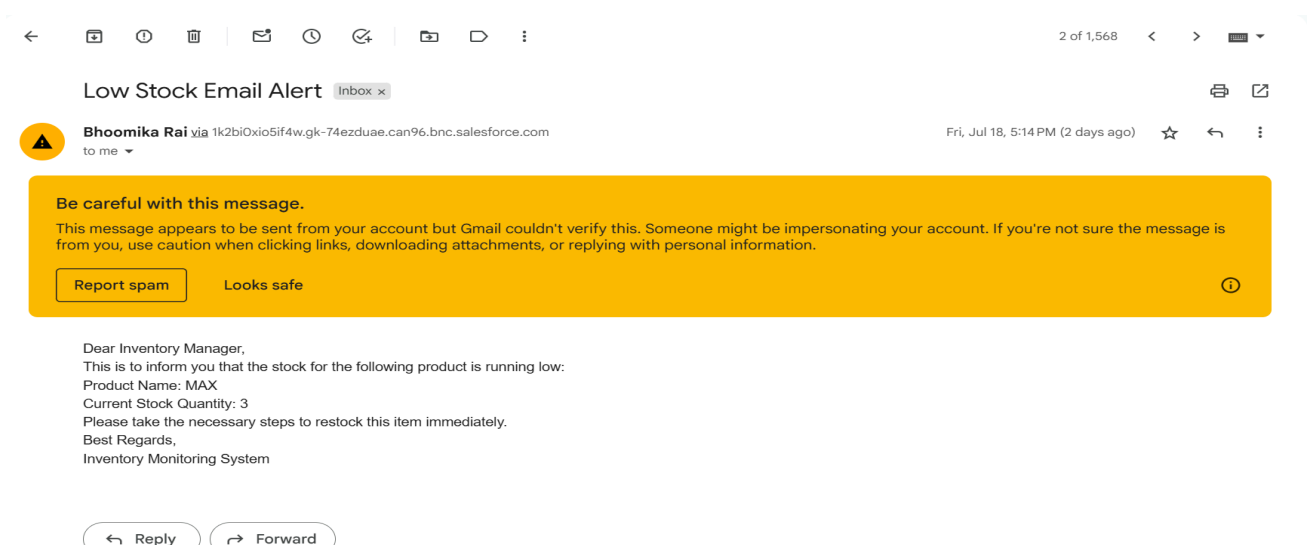 2 of 1,568
Low Stock Email Alert Inbox x
Bhoomika Rai via 1k2bi0xio5if4w.gk-74ezduae.can96.bnc.salesforce.com Fri, Jul 18, 5:14 PM (2 days ago)
to me
Be careful with this message.
This message appears to be sent from your account but Gmail couldn't verify this. Someone might be impersonating your account. If you're not sure the message is
from you, use caution when clicking links, downloading attachments, or replying with personal information.
Report spam Looks safe
Dear Inventory Manager,
This is to inform you that the stock for the following product is running low:
Product Name: MAX
Current Stock Quantity: 3
Please take the necessary steps to restock this item immediately.
Best Regards,
Inventory Monitoring System
Reply Forward